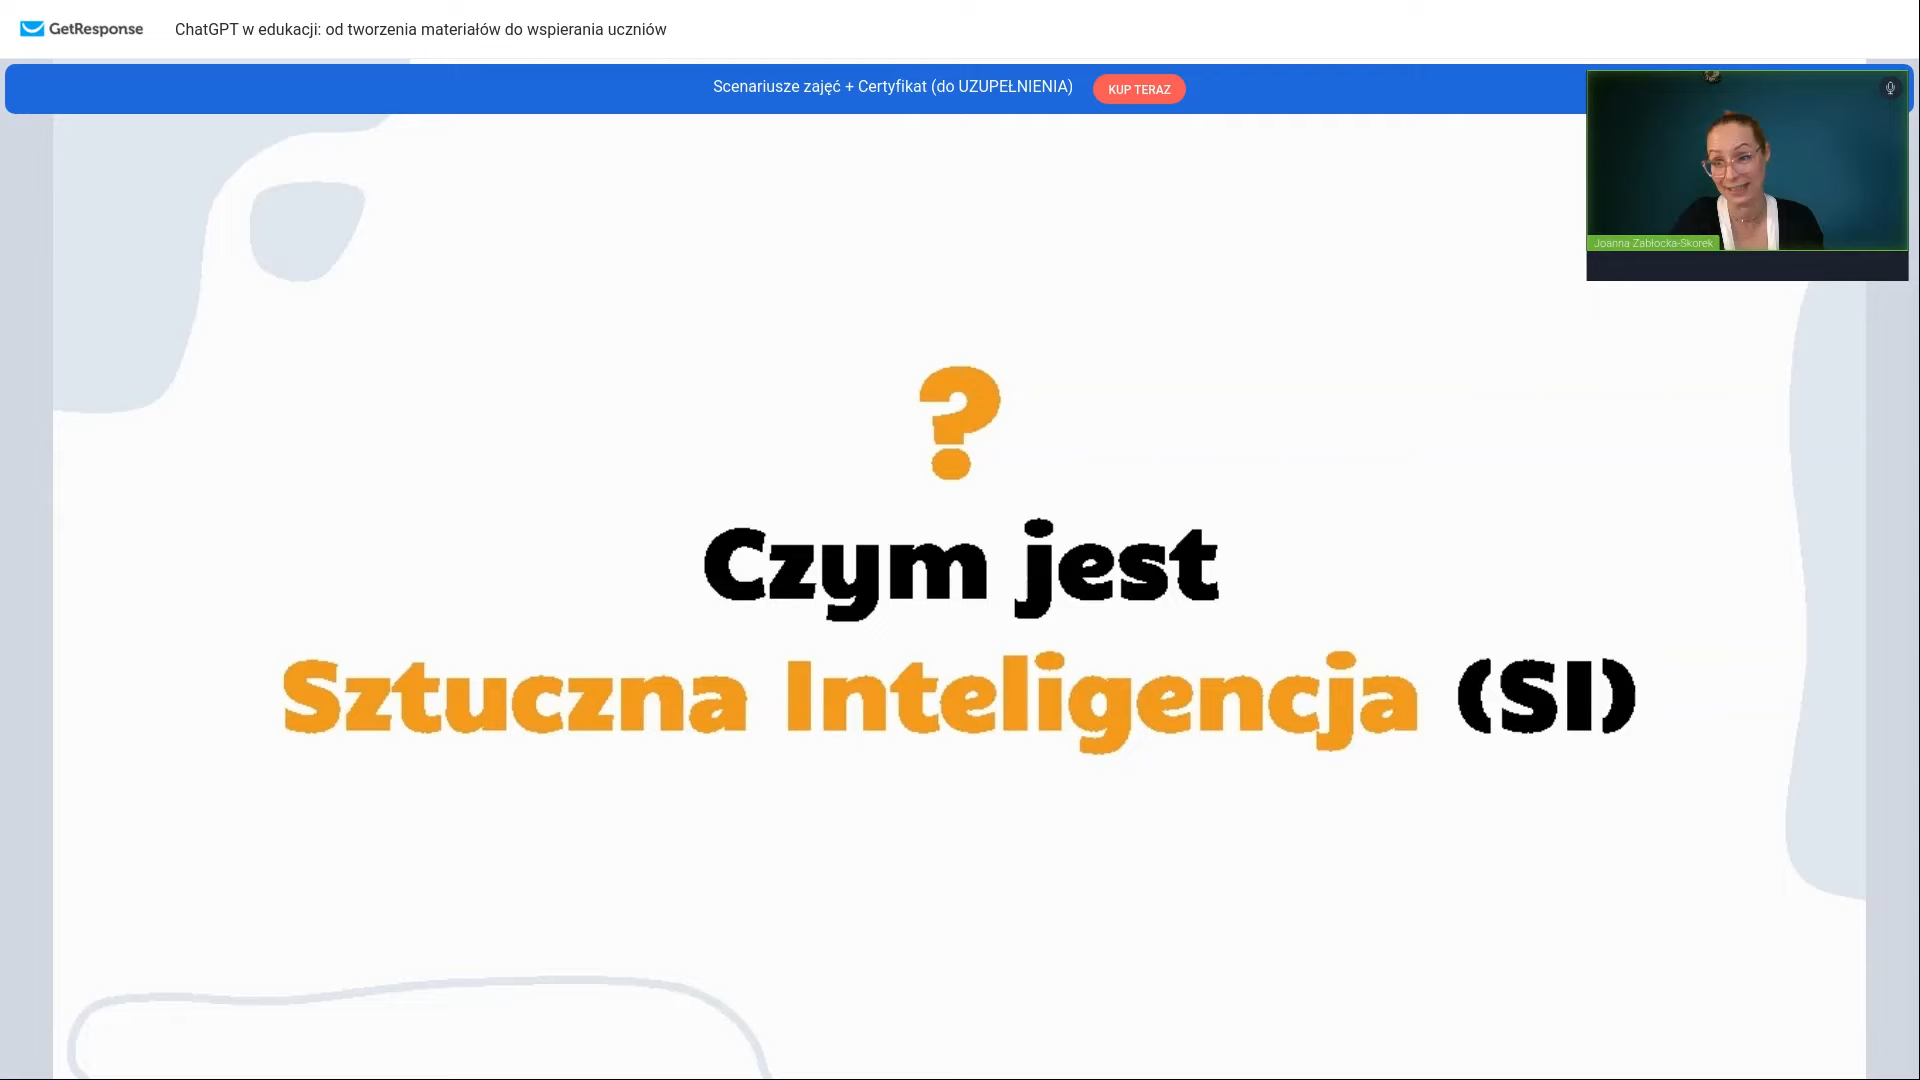 GetResponse
ChatGPT w edukacji: od tworzenia materiałów do wspierania uczniów
Scenariusze zajęć + Certyfikat (do UZUPEŁNIENIA)
KUP TERAZ
Joanna Zabłocka-Skorek
?
Czym jest
Sztuczna Inteligencja (SI)